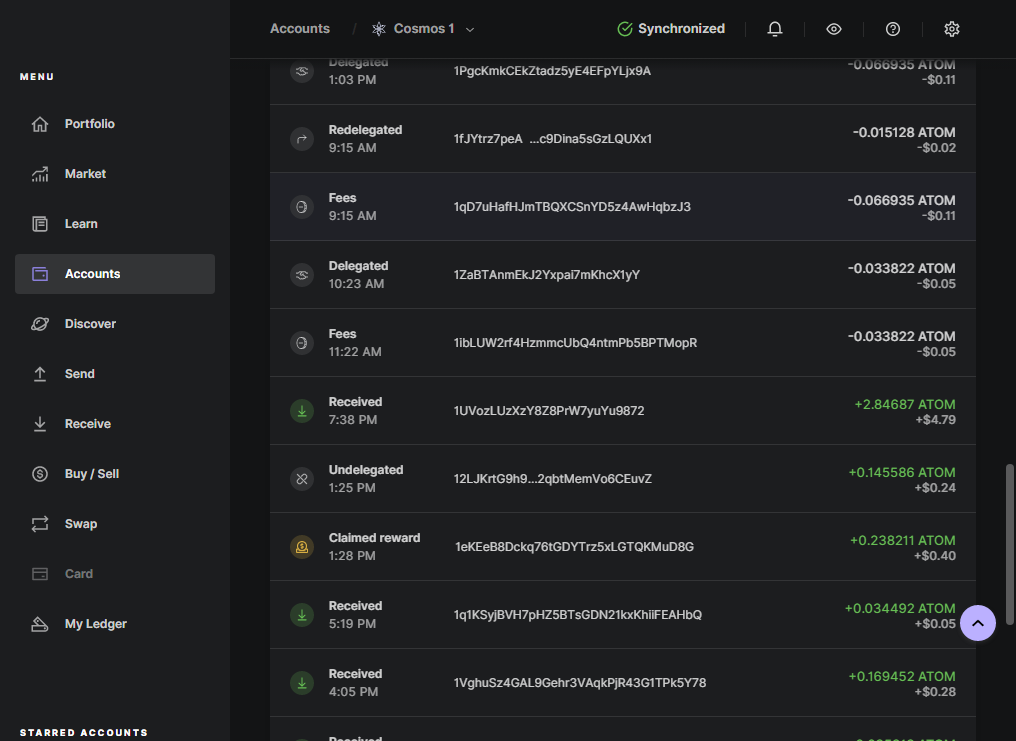 Accounts / Cosmos 1 Synchronized
MENU
Portfolio
Market
Learn
Accounts
Discover
Send
Receive
Buy / Sell
Swap
Card
My Ledger
STARRED ACCOUNTS
Delegated 1PgcKmkCEkZtadz5yE4EFpYLjx9A -0.066935 ATOM
1:03 PM -$0.11
Redelegated 1fJYtrz7peA ...c9Dina5sGzLQUXx1 -0.015128 ATOM
9:15 AM -$0.02
Fees 1qD7uHafHJmTBQXCSnYD5z4AwHqbzJ3 -0.066935 ATOM
9:15 AM -$0.11
Delegated 1ZaBTAnmEkJ2Yxpai7mKhcX1yY -0.033822 ATOM
10:23 AM -$0.05
Fees 1ibLUW2rf4HzmmcUbQ4ntmPb5BPTMopR -0.033822 ATOM
11:22 AM -$0.05
Received 1UVozLUzXzY8Z8PrW7yuYu9872 +2.84687 ATOM
7:38 PM +$4.79
Undelegated 12LJKrtG9h9...2qbtMemVo6CEuvZ +0.145586 ATOM
1:25 PM +$0.24
Claimed reward 1eKEeB8Dckq76tGDYTrz5xLGTQKMuD8G +0.238211 ATOM
1:28 PM +$0.40
Received 1q1KSyjBVH7pHZ5BTsGDN21kxKhiiFEAHbQ +0.034492 ATOM
5:19 PM +$0.05
Received 1VghuSz4GAL9Gehr3VAqkPjR43G1TPk5Y78 +0.169452 ATOM
4:05 PM +$0.28
Received